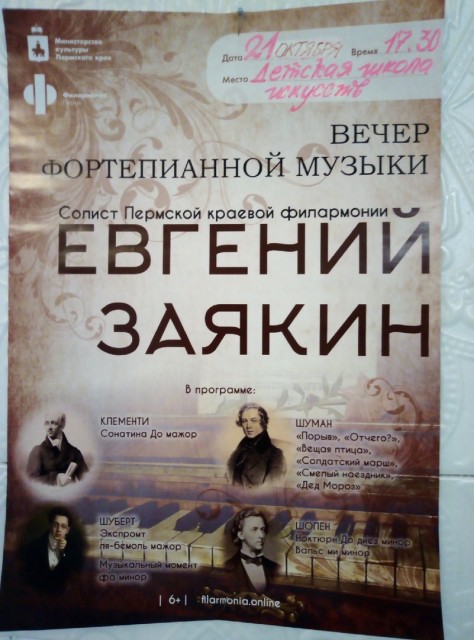 Министерство
культуры
Пермского края
Филармония
Дата 21 ОКТЯБРЯ Время 17.30
Место Детская школа
искусств
ВЕЧЕР
ФОРТЕПИАННОЙ МУЗЫКИ
Солист Пермской краевой филармонии
ЕВГЕНИЙ
ЗАЯКИН
В программе:
КЛЕМЕНТИ
Сонатина До мажор
ШУМАН
«Порыв», «Отчего?»,
«Вещая птица»,
«Солдатский марш»,
«Смелый наездник»,
«Дед Мороз»
ШУБЕРТ
Экспромт
ля-бемоль мажор
Музыкальный момент
фа минор
ШОПЕН
Ноктюрн До диез минор
Вальс ми минор
| 6+ | filarmonia.online